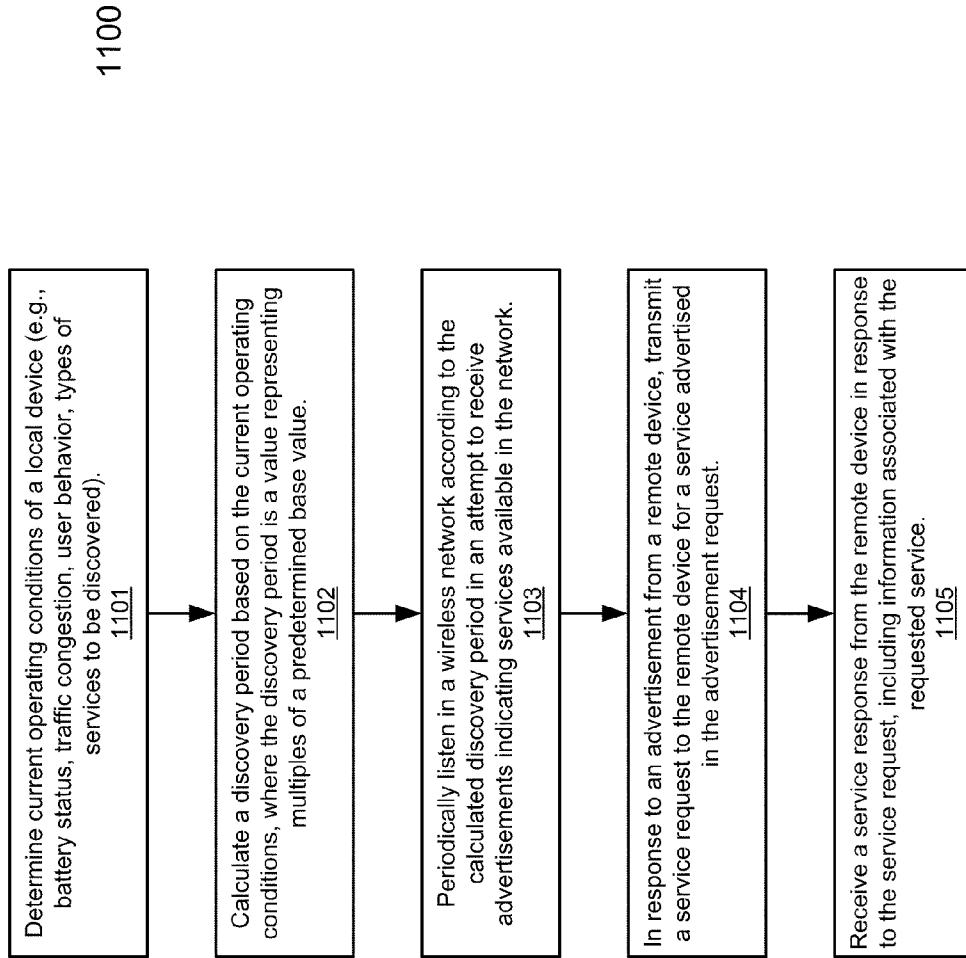 1100
Determine current operating conditions of a local device (e.g.,
battery status, traffic congestion, user behavior, types of
services to be discovered).
1101
Calculate a discovery period based on the current operating
conditions, where the discovery period is a value representing
multiples of a predetermined base value.
1102
Periodically listen in a wireless network according to the
calculated discovery period in an attempt to receive
advertisements indicating services available in the network.
1103
In response to an advertisement from a remote device, transmit
a service request to the remote device for a service advertised
in the advertisement request.
1104
Receive a service response from the remote device in response
to the service request, including information associated with the
requested service.
1105